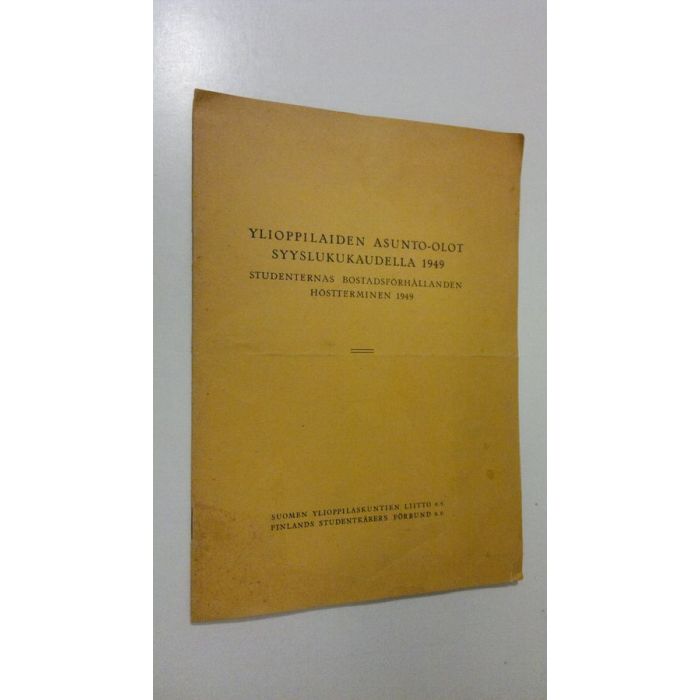 YLIOPPILAIDEN ASUNTO-OLOT
SYYSLUKUKAUDELLA 1949
STUDENTERNAS BOSTADSFÖRHÅLLANDEN
HÖSTTERMINEN 1949
SUOMEN YLIOPPILASKUNTIEN LIITTO
FINLANDS STUDENTKÅRERS FÖRBUND